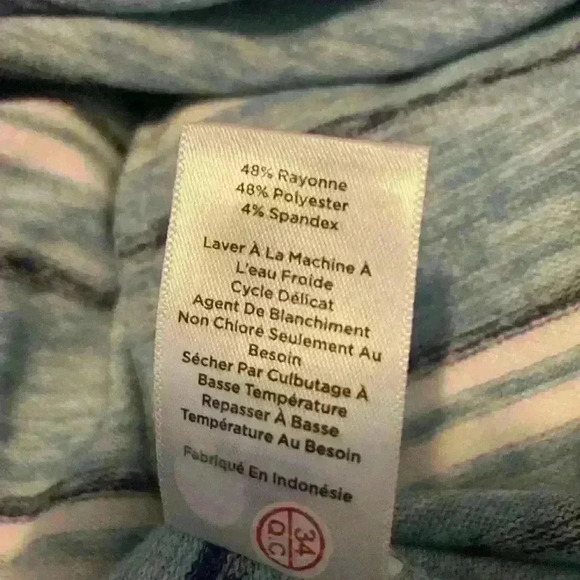 48% Rayonne
48% Polyester
4% Spandex
Laver À La Machine À
L'eau Froide
Cycle Délicat
Agent De Blanchiment
Non Chloré Seulement Au
Besoin
Sécher Par Culbutage À
Basse Température
Repasser À Basse
Température Au Besoin
Fabriqué En Indonésie
34
Q.C